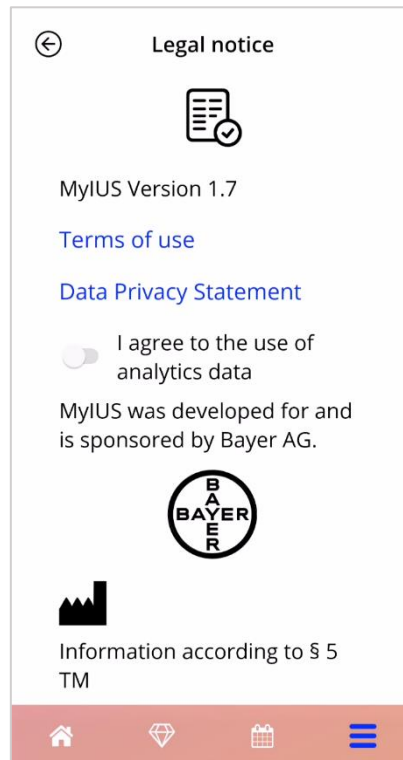 Legal notice
MyIUS Version 1.7
Terms of use
Data Privacy Statement
I agree to the use of
analytics data
MyIUS was developed for and
is sponsored by Bayer AG.
BAYER
BAYER
Information according to § 5
TM